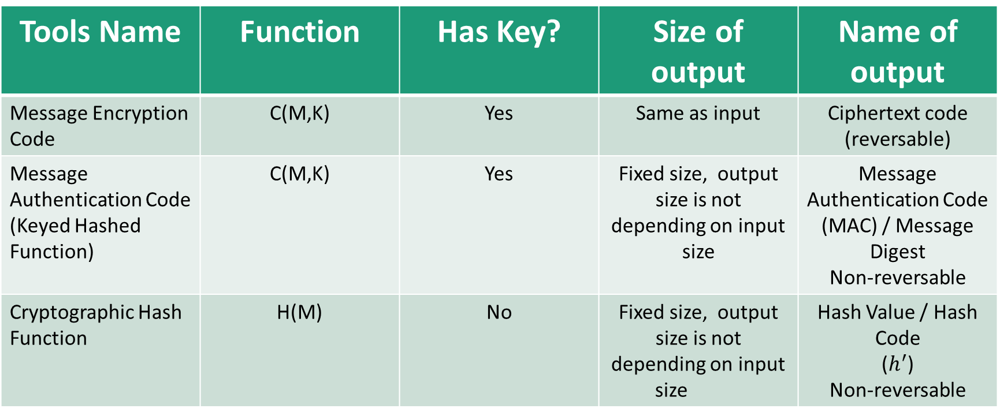 Tools Name
Function
Has Key?
Size of
output
Name of
output
Message Encryption
Code
C(M,K)
Yes
Same as input
Ciphertext code
(reversable)
Message
Authentication Code
(Keyed Hashed
Function)
C(M,K)
Yes
Fixed size, output
size is not
depending on input
size
Message
Authentication Code
(MAC) / Message
Digest
Non-reversable
Cryptographic Hash
Function
H(M)
No
Fixed size, output
size is not
depending on input
size
Hash Value / Hash
Code
(h′)
Non-reversable